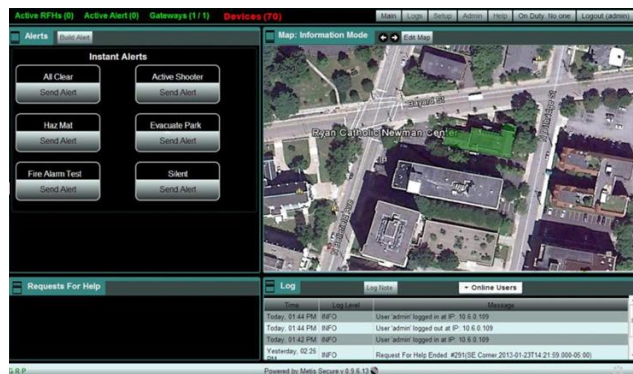 Active RFHs (0) Active Alert (0) Gateways (1 / 1) Devices (70) Main Logs Setup Admin Help On Duty: No one Logout (admin)
Alerts Build Alert
Instant Alerts
All Clear Active Shooter
Send Alert Send Alert
Haz Mat Evacuate Park
Send Alert Send Alert
Fire Alarm Test Silent
Send Alert Send Alert
Map: Information Mode Edit Map
Bayard St
Ryan Catholic Newman Center
Requests For Help
Log Log Note Online Users
Time Log Level Message
Today, 01:44 PM INFO User 'admin' logged in at IP: 10.6.0.109
Today, 01:44 PM INFO User 'admin' logged out at IP: 10.6.0.109
Today, 01:42 PM INFO User 'admin' logged in at IP: 10.6.0.109
Yesterday, 02:25 PM INFO Request For Help Ended: #291(SE Corner,2013-01-23T14:21:59.000-05:00)
Powered by Metis Secure v 0.9.6.13